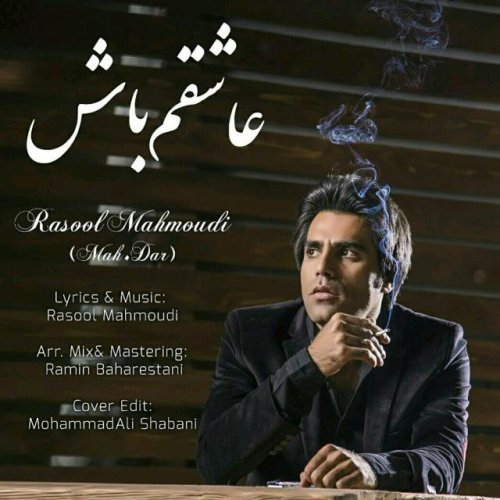 عاشقم باش
Rasool Mahmoudi
(Mah.Dar)
Lyrics & Music:
Rasool Mahmoudi
Arr. Mix& Mastering:
Ramin Baharestani
Cover Edit:
MohammadAli Shabani